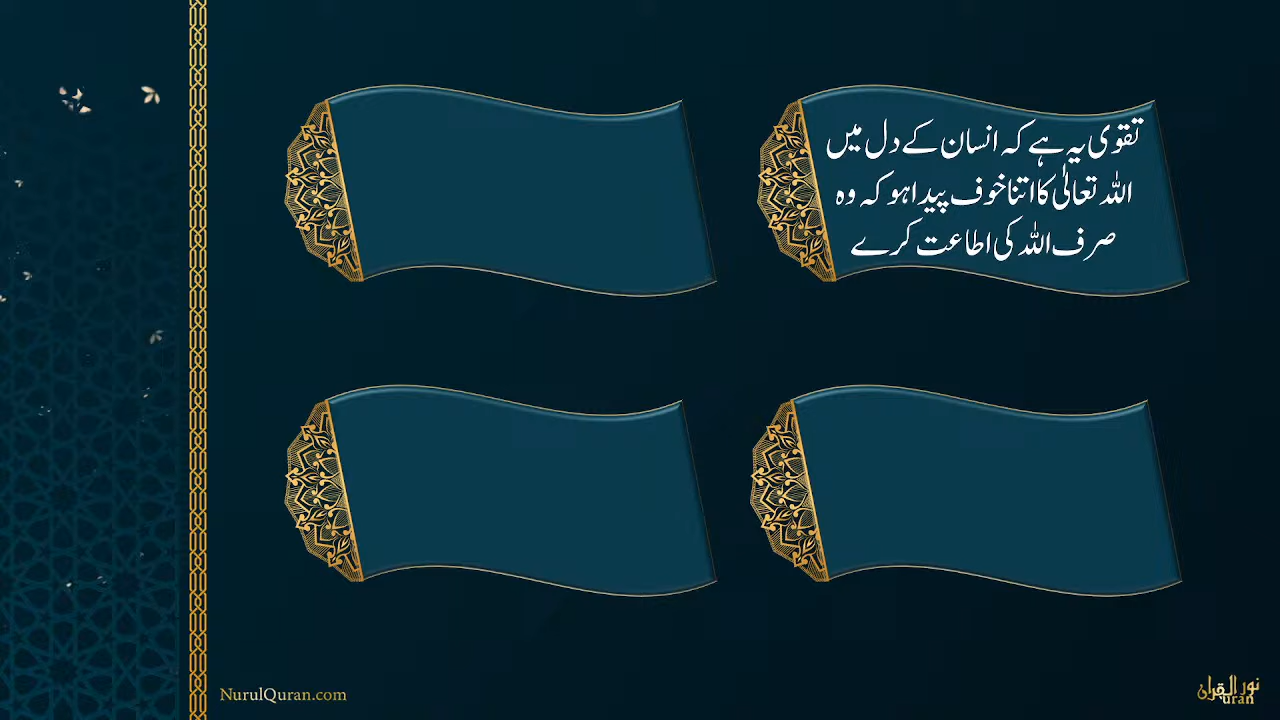 تقوی یہ ہے کہ انسان کے دل میں
اللہ تعالیٰ کا اتنا خوف پیدا ہو کہ وہ
صرف اللہ کی اطاعت کرے
NurulQuran.com
نور القرآن
uran